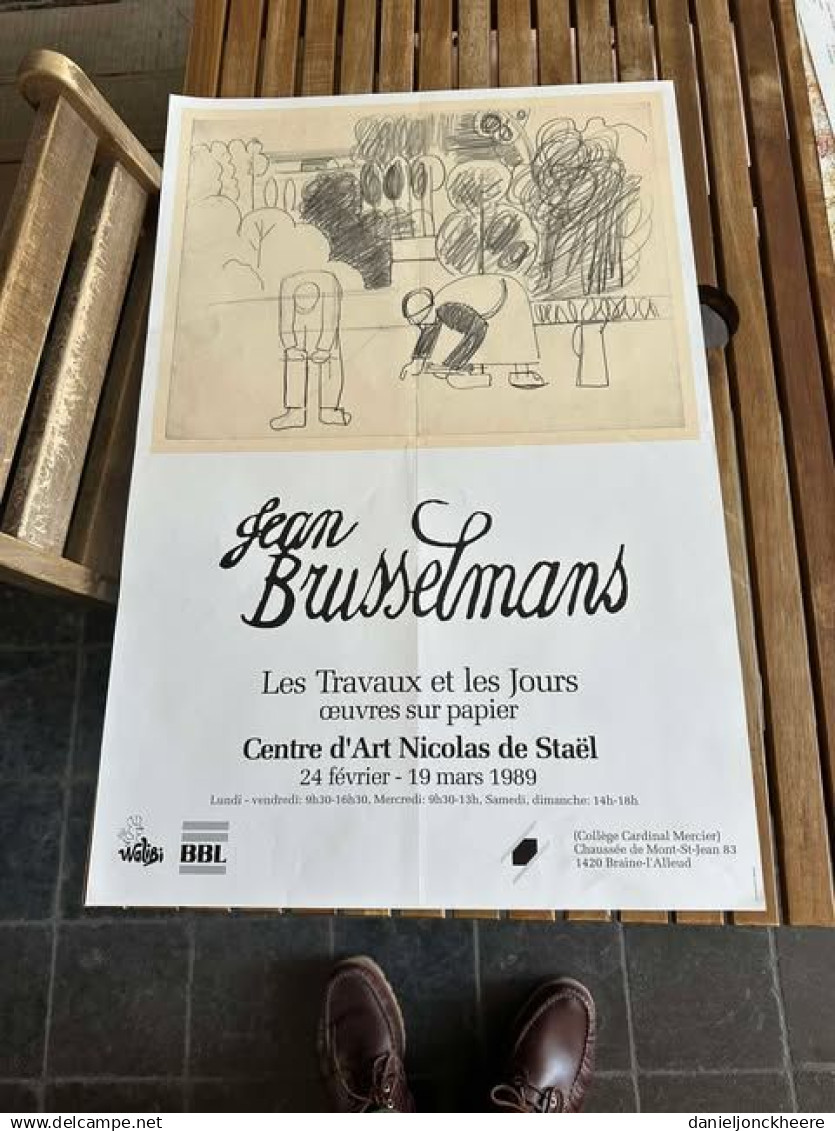 Jean
Brusselmans
Les Travaux et les Jours
œuvres sur papier
Centre d'Art Nicolas de Staël
24 février - 19 mars 1989
Lundi - vendredi: 9h30-16h30, Mercredi: 9h30-13h, Samedi, dimanche: 14h-18h
WaliBi
BBL
(Collège Cardinal Mercier)
Chaussée de Mont-St-Jean 83
1420 Braine-l'Alleud
delcampe.net
danieljonckheere